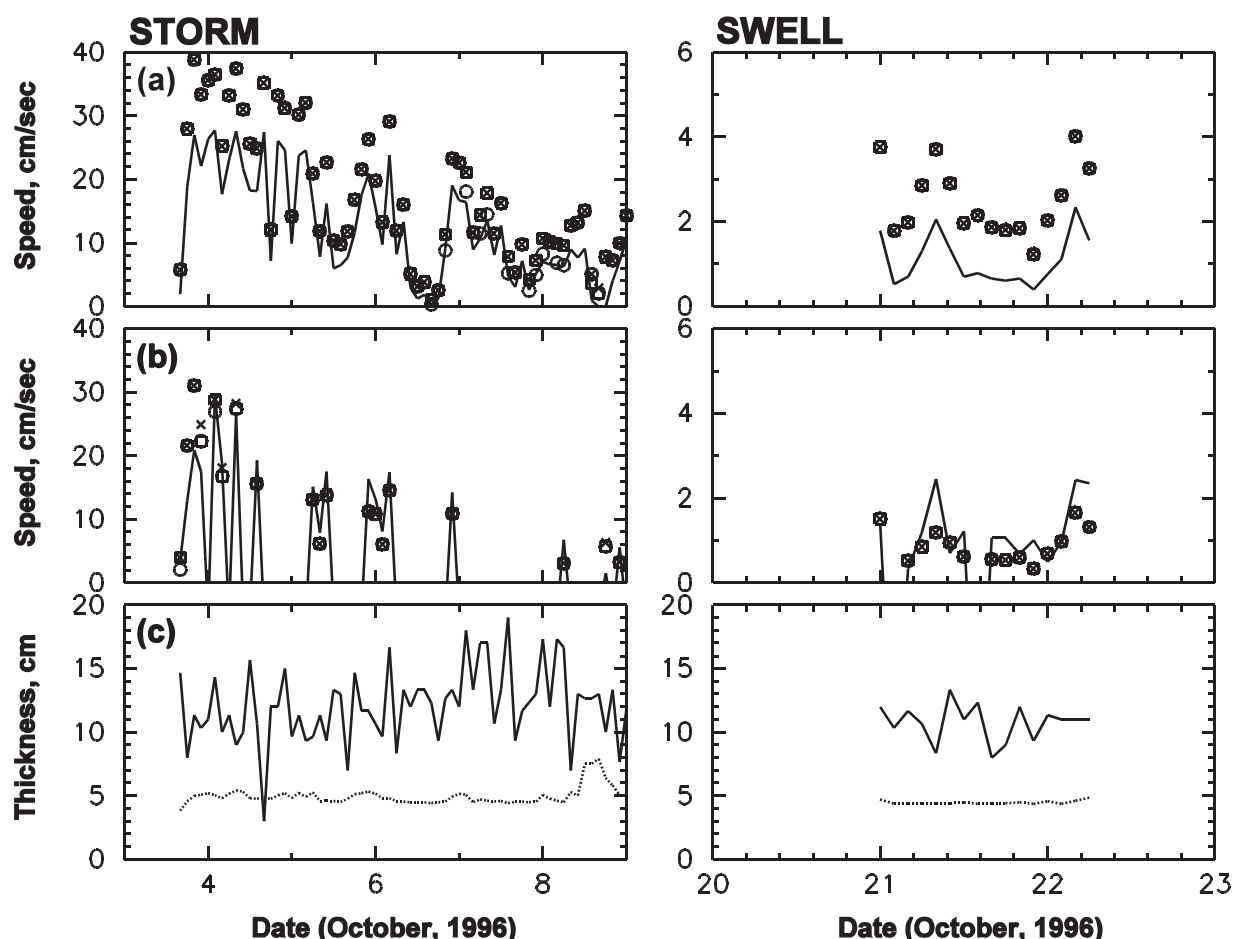 STORM SWELL
40 6
(a)
30
4
20
2
10
0 0
Speed, cm/sec
40 6
(b)
30
4
20
2
10
0 0
Speed, cm/sec
20 20
(c)
15 15
10 10
5 5
0 0
Thickness, cm
4 6 8 20 21 22 23
Date (October, 1996) Date (October, 1996)